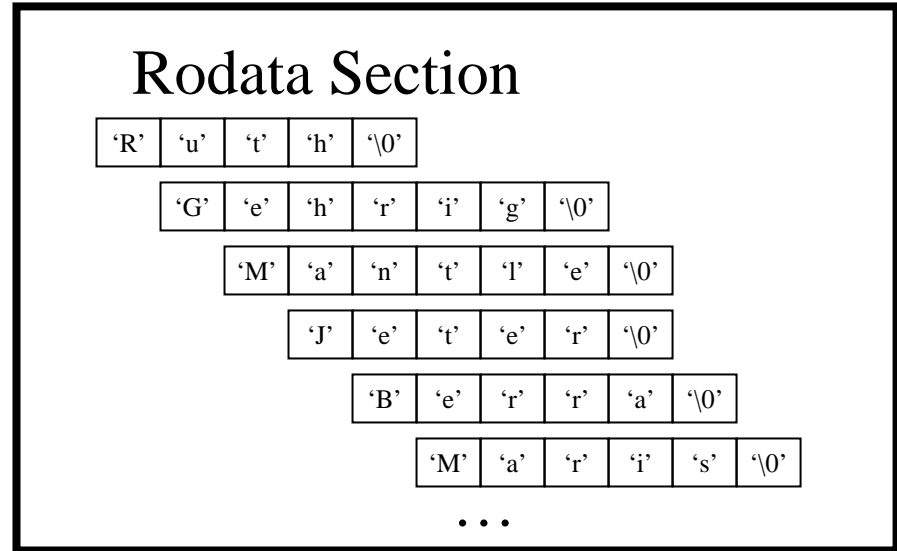 Rodata Section
‘R’ ‘u’ ‘t’ ‘h’ ‘\0’
‘G’ ‘e’ ‘h’ ‘r’ ‘i’ ‘g’ ‘\0’
‘M’ ‘a’ ‘n’ ‘t’ ‘l’ ‘e’ ‘\0’
‘J’ ‘e’ ‘t’ ‘e’ ‘r’ ‘\0’
‘B’ ‘e’ ‘r’ ‘r’ ‘a’ ‘\0’
‘M’ ‘a’ ‘r’ ‘i’ ‘s’ ‘\0’
...